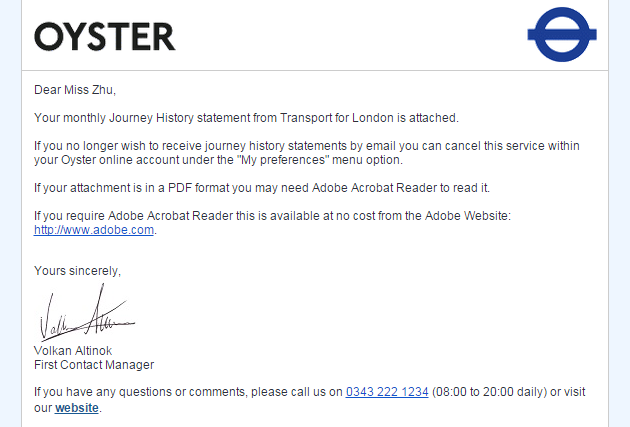 OYSTER
Dear Miss Zhu,
Your monthly Journey History statement from Transport for London is attached.
If you no longer wish to receive journey history statements by email you can cancel this service within
your Oyster online account under the "My preferences" menu option.
If your attachment is in a PDF format you may need Adobe Acrobat Reader to read it.
If you require Adobe Acrobat Reader this is available at no cost from the Adobe Website:
http://www.adobe.com.
Yours sincerely,
Volkan Altinok
First Contact Manager
If you have any questions or comments, please call us on 0343 222 1234 (08:00 to 20:00 daily) or visit
our website.